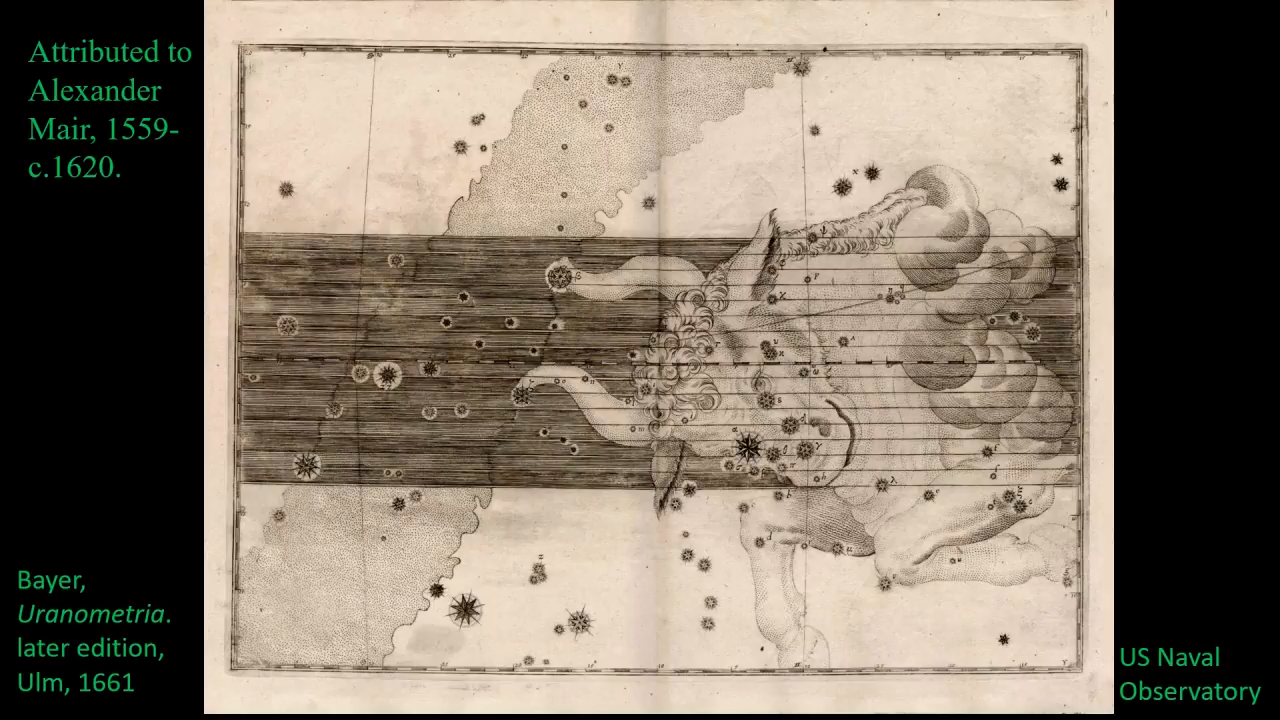 Attributed to
Alexander
Mair, 1559-
c.1620.
Bayer,
Uranometria.
later edition,
Ulm, 1661
US Naval
Observatory